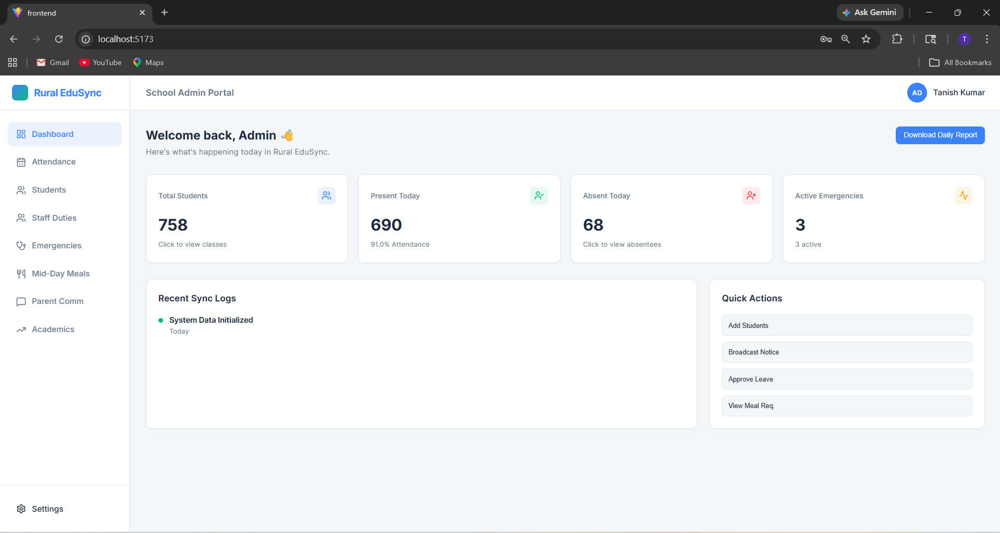 frontend
Ask Gemini
localhost:5173
T
Gmail
YouTube
Maps
All Bookmarks
Rural EduSync
School Admin Portal
AD
Tanish Kumar
Dashboard
Attendance
Students
Staff Duties
Emergencies
Mid-Day Meals
Parent Comm
Academics
Settings
Welcome back, Admin 👋
Here's what's happening today in Rural EduSync.
Download Daily Report
Total Students
758
Click to view classes
Present Today
690
91.0% Attendance
Absent Today
68
Click to view absentees
Active Emergencies
3
3 active
Recent Sync Logs
System Data Initialized
Today
Quick Actions
Add Students
Broadcast Notice
Approve Leave
View Meal Req.